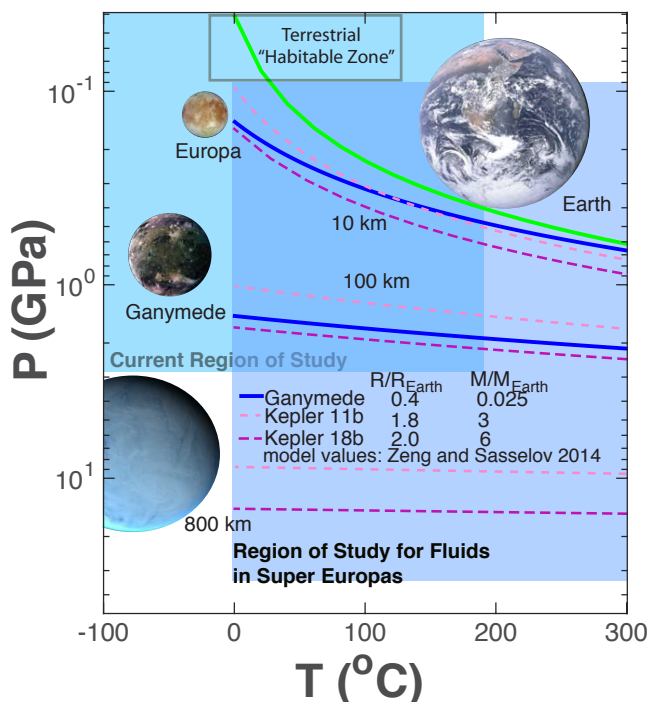 Terrestrial
“Habitable Zone”
10⁻¹
Europa
Earth
10 km
10⁰
100 km
Ganymede
P (GPa)
Current Region of Study
R/R_Earth M/M_Earth
Ganymede 0.4 0.025
Kepler 11b 1.8 3
Kepler 18b 2.0 6
model values: Zeng and Sasselov 2014
10¹
800 km
Region of Study for Fluids
in Super Europas
-100 0 100 200 300
T (°C)